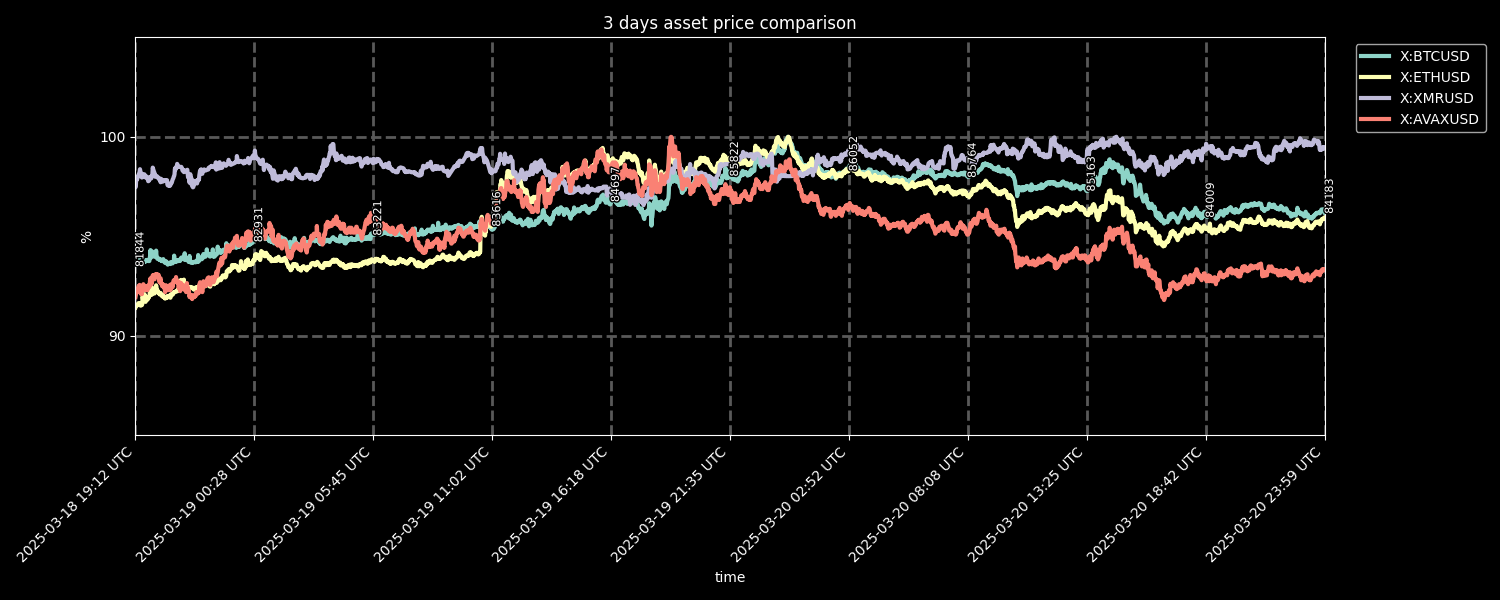 3 days asset price comparison
X:BTCUSD
X:ETHUSD
X:XMRUSD
X:AVAXUSD
%
100
90
81844
82931
83221
83616
84697
85822
86052
85764
85163
84009
84183
2025-03-18 19:12 UTC
2025-03-19 00:28 UTC
2025-03-19 05:45 UTC
2025-03-19 11:02 UTC
2025-03-19 16:18 UTC
2025-03-19 21:35 UTC
2025-03-20 02:52 UTC
2025-03-20 08:08 UTC
2025-03-20 13:25 UTC
2025-03-20 18:42 UTC
2025-03-20 23:59 UTC
time